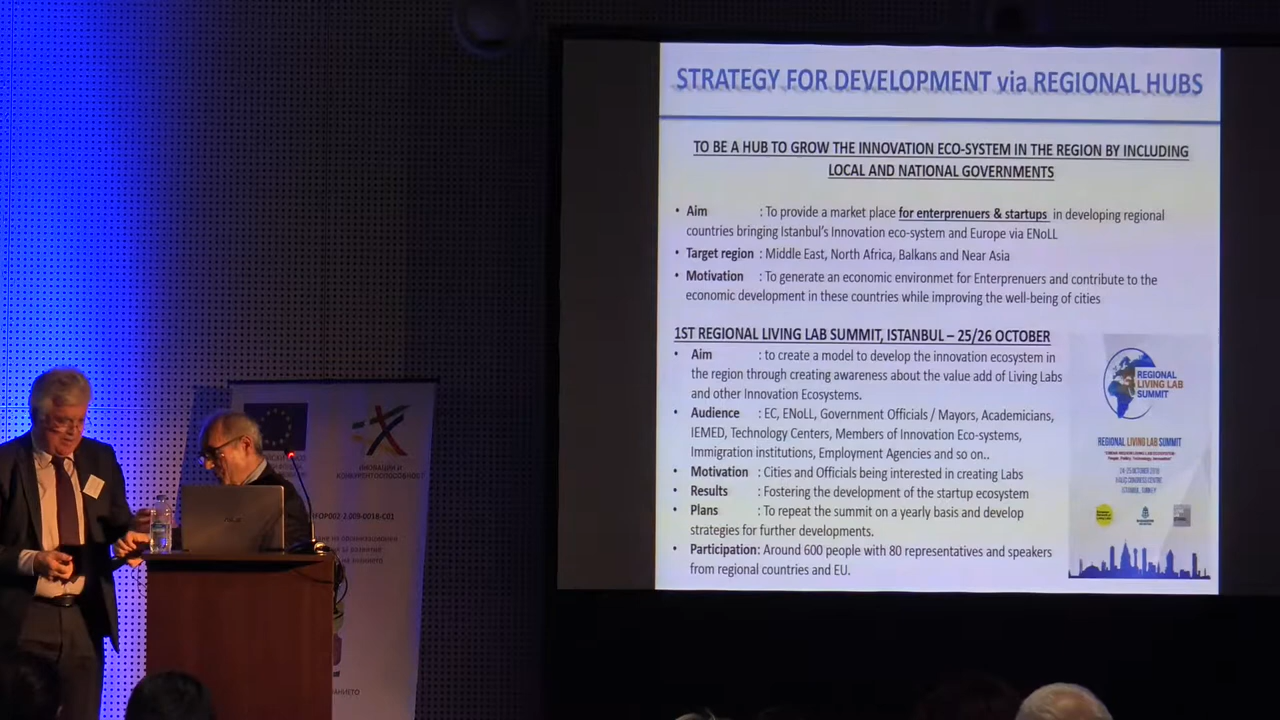 STRATEGY FOR DEVELOPMENT via REGIONAL HUBS
TO BE A HUB TO GROW THE INNOVATION ECO-SYSTEM IN THE REGION BY INCLUDING
LOCAL AND NATIONAL GOVERNMENTS
• Aim : To provide a market place for enterprenuers & startups in developing regional
countries bringing Istanbul's Innovation eco-system and Europe via ENoLL
• Target region : Middle East, North Africa, Balkans and Near Asia
• Motivation : To generate an economic environmet for Enterprenuers and contribute to the
economic development in these countries while improving the well-being of cities
1ST REGIONAL LIVING LAB SUMMIT, ISTANBUL – 25/26 OCTOBER
• Aim : to create a model to develop the innovation ecosystem in
the region through creating awareness about the value add of Living Labs
and other Innovation Ecosystems.
• Audience : EC, ENoLL, Government Officials / Mayors, Academicians,
IEMED, Technology Centers, Members of Innovation Eco-systems,
Immigration institutions, Employment Agencies and so on..
• Motivation : Cities and Officials being interested in creating Labs
• Results : Fostering the development of the startup ecosystem
• Plans : To repeat the summit on a yearly basis and develop
strategies for further developments.
• Participation: Around 600 people with 80 representatives and speakers
from regional countries and EU.
REGIONAL
LIVING LAB
SUMMIT
REGIONAL LIVING LAB SUMMIT
ISTANBUL, TURKEY
ИНОВАЦИИ И
КОНКУРЕНТОСПОСОБНОСТ